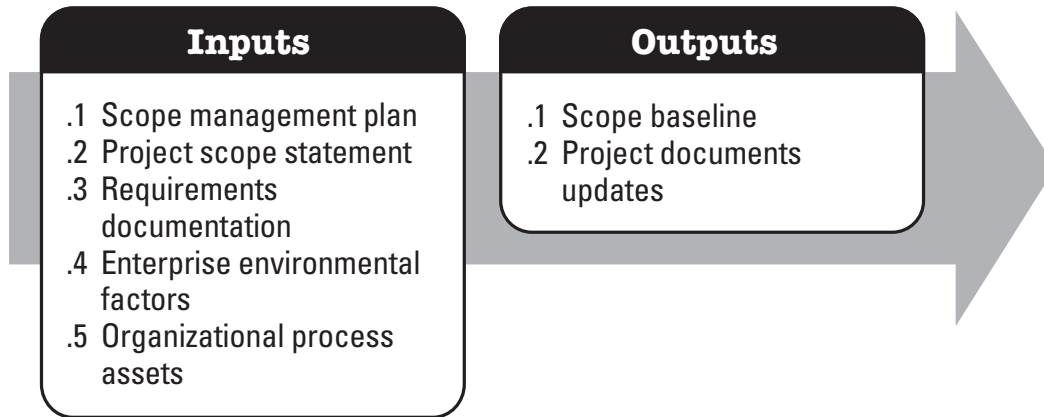 Inputs
.1 Scope management plan
.2 Project scope statement
.3 Requirements
documentation
.4 Enterprise environmental
factors
.5 Organizational process
assets
Outputs
.1 Scope baseline
.2 Project documents
updates